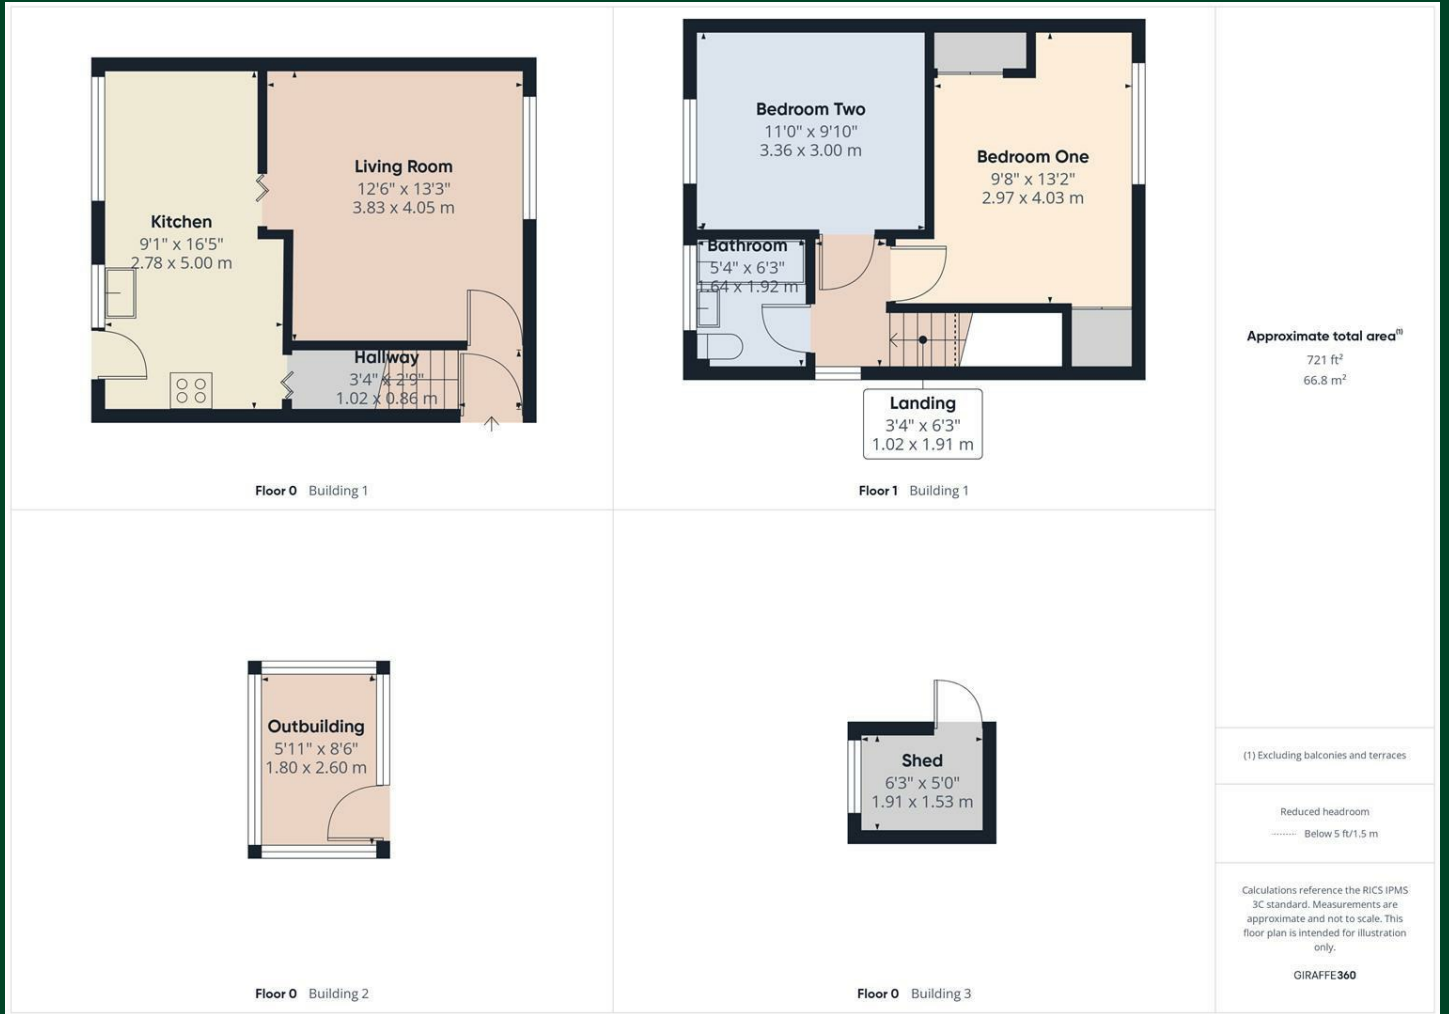 Kitchen
9'1" x 16'5"
2.78 x 5.00 m
Living Room
12'6" x 13'3"
3.83 x 4.05 m
Hallway
3'4" x 2'9"
1.02 x 0.86 m
Floor 0 Building 1
Bedroom Two
11'0" x 9'10"
3.36 x 3.00 m
Bedroom One
9'8" x 13'2"
2.97 x 4.03 m
Bathroom
5'4" x 6'3"
1.64 x 1.92 m
Landing
3'4" x 6'3"
1.02 x 1.91 m
Floor 1 Building 1
Outbuilding
5'11" x 8'6"
1.80 x 2.60 m
Floor 0 Building 2
Shed
6'3" x 5'0"
1.91 x 1.53 m
Floor 0 Building 3
Approximate total area(1)
721 ft²
66.8 m²
(1) Excluding balconies and terraces
Reduced headroom
Below 5 ft/1.5 m
Calculations reference the RICS IPMS
3C standard. Measurements are
approximate and not to scale. This
floor plan is intended for illustration
only.
GIRAFFE360